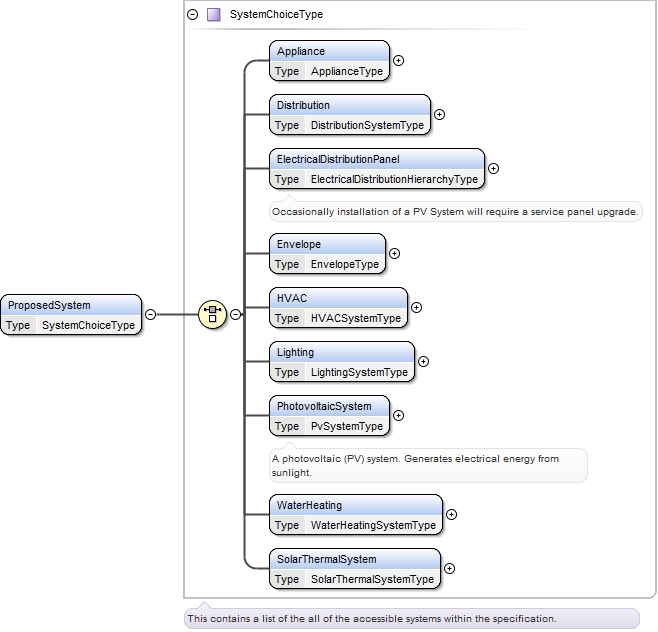 SystemChoiceType
Appliance
Type ApplianceType
Distribution
Type DistributionSystemType
ElectricalDistributionPanel
Type ElectricalDistributionHierarchyType
Occasionally installation of a PV System will require a service panel upgrade.
Envelope
Type EnvelopeType
ProposedSystem
Type SystemChoiceType
HVAC
Type HVACSystemType
Lighting
Type LightingSystemType
PhotovoltaicSystem
Type PvSystemType
A photovoltaic (PV) system. Generates electrical energy from
sunlight.
WaterHeating
Type WaterHeatingSystemType
SolarThermalSystem
Type SolarThermalSystemType
This contains a list of the all of the accessible systems within the specification.